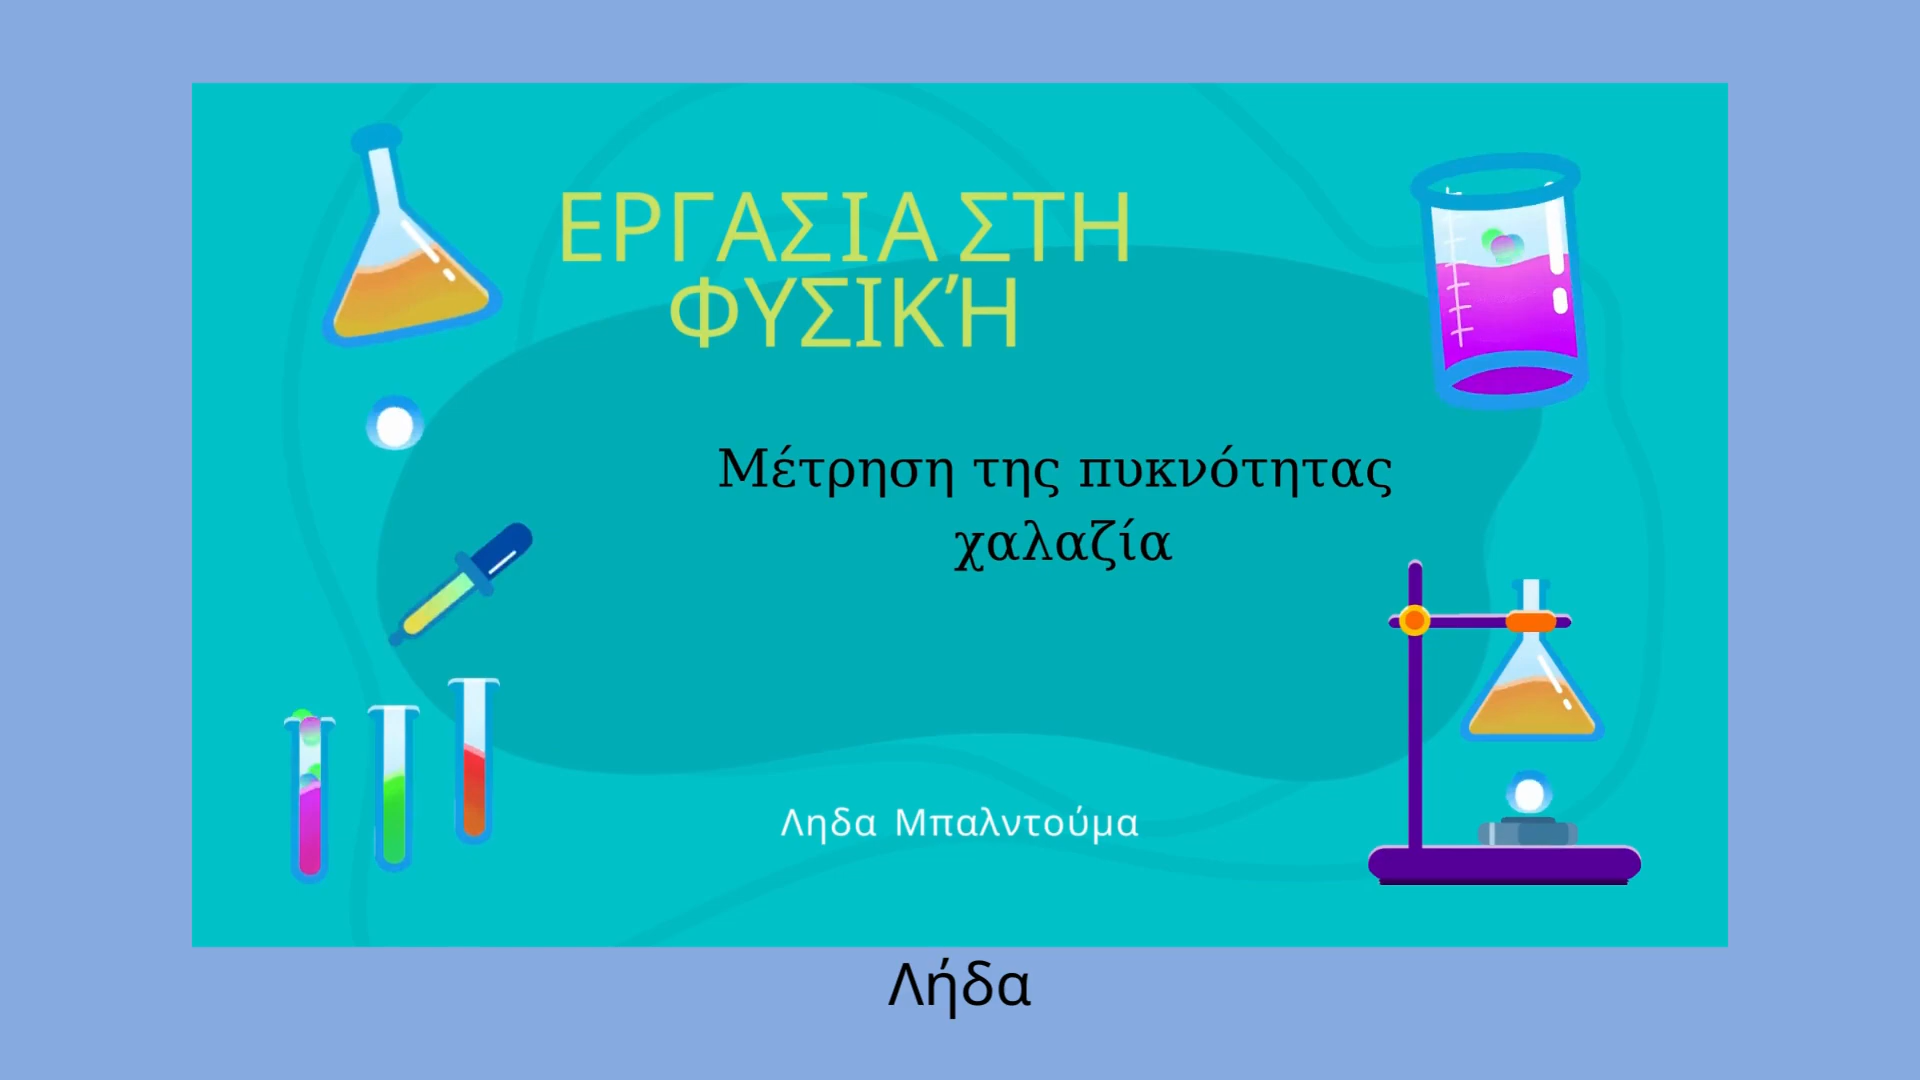 ΕΡΓΑΣΙΑ ΣΤΗ
ΦΥΣΙΚΉ
Μέτρηση της πυκνότητας
χαλαζία
Ληδα Μπαλντούμα
Λήδα